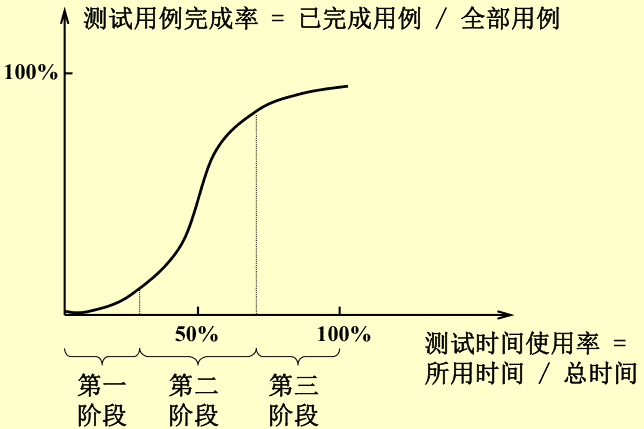 测试用例完成率 = 已完成用例 / 全部用例
100%
50%
100%
测试时间使用率 =
所用时间 / 总时间
第一
阶段
第二
阶段
第三
阶段